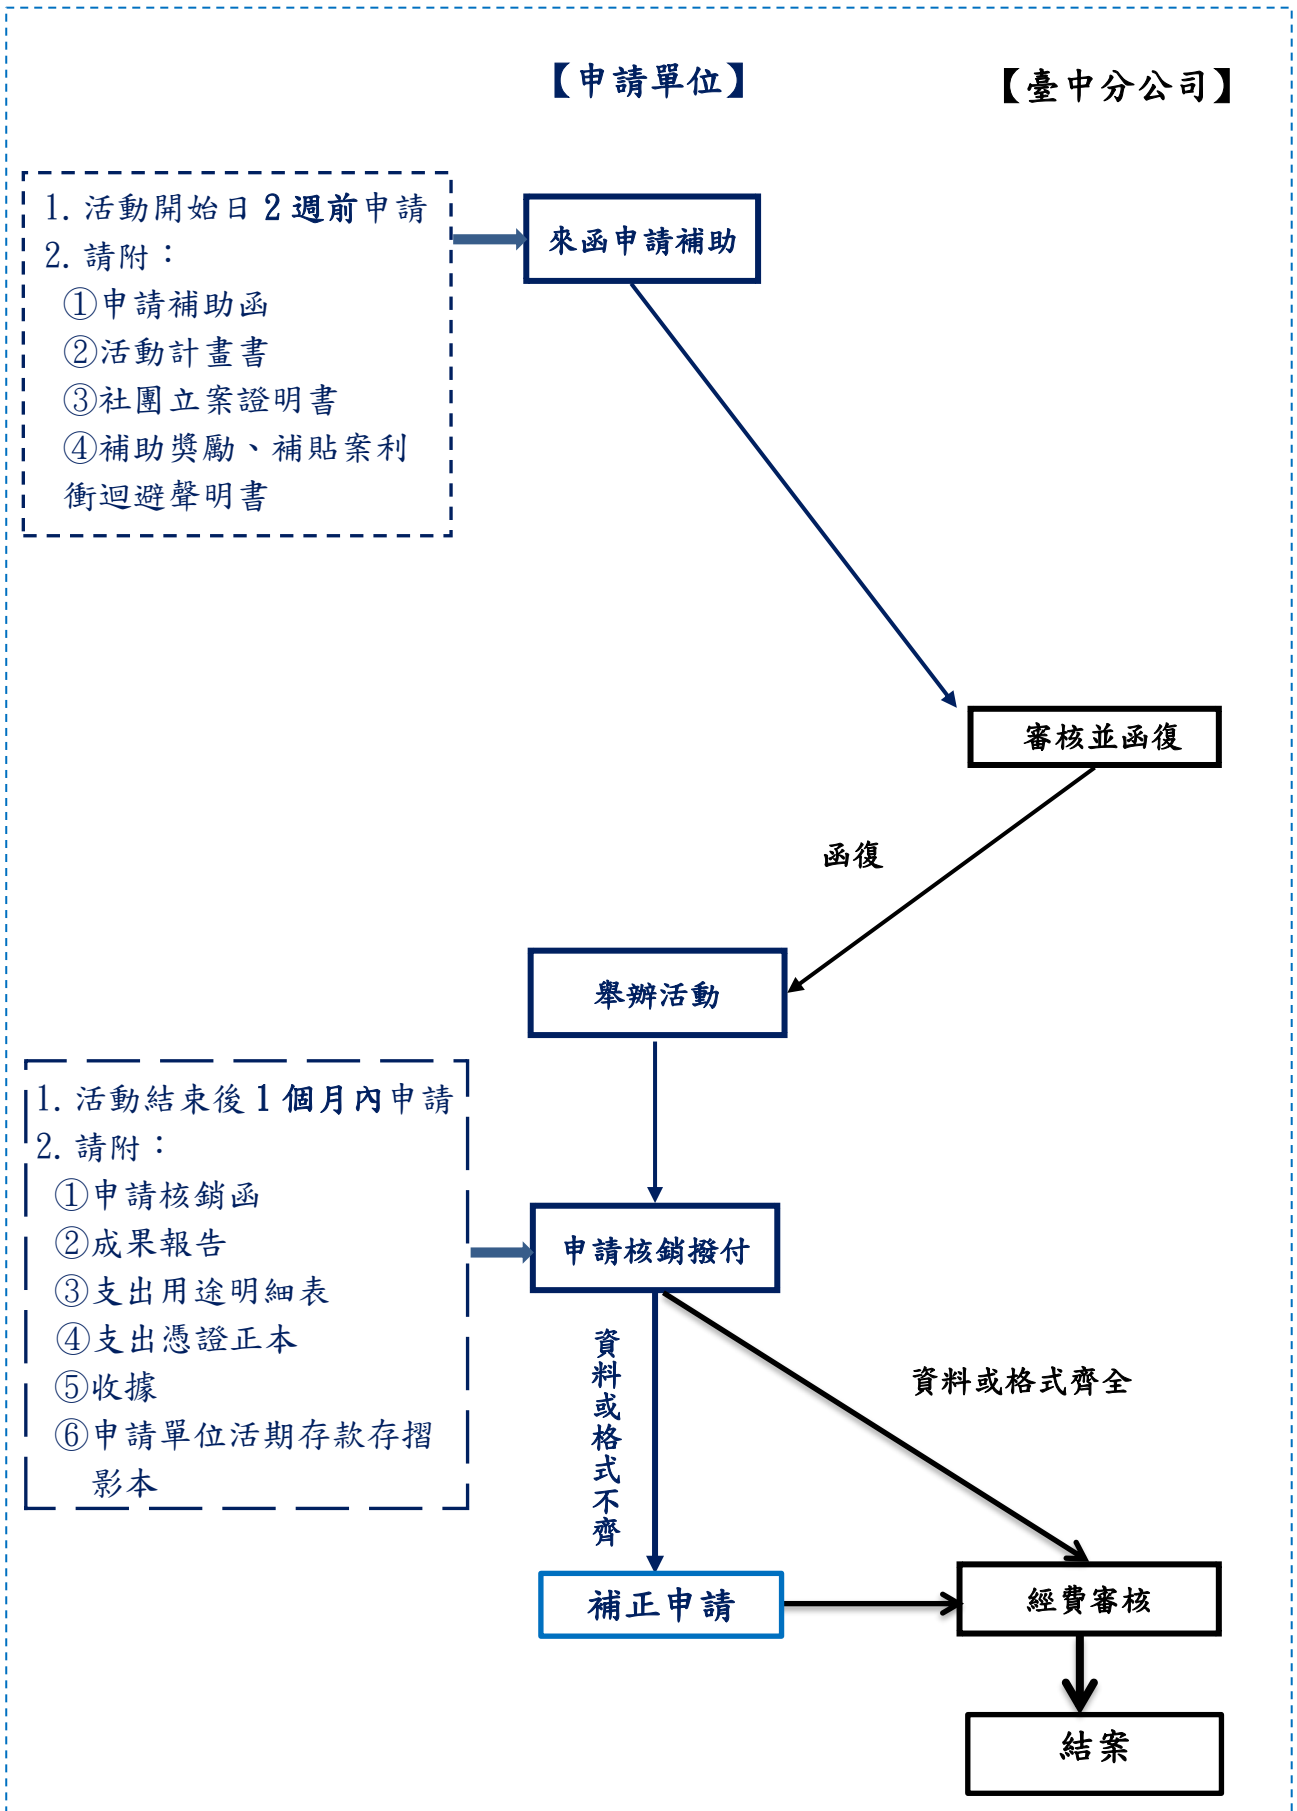 【申請單位】
【臺中分公司】
1. 活動開始日 2 週前申請
2. 請附：
①申請補助函
②活動計畫書
③社團立案證明書
④補助獎勵、補貼案利
衝迴避聲明書
來函申請補助
審核並函復
函復
舉辦活動
1. 活動結束後 1 個月內申請
2. 請附：
①申請核銷函
②成果報告
③支出用途明細表
④支出憑證正本
⑤收據
⑥申請單位活期存款存摺
影本
申請核銷撥付
資料或格式不齊
資料或格式齊全
補正申請
經費審核
結案